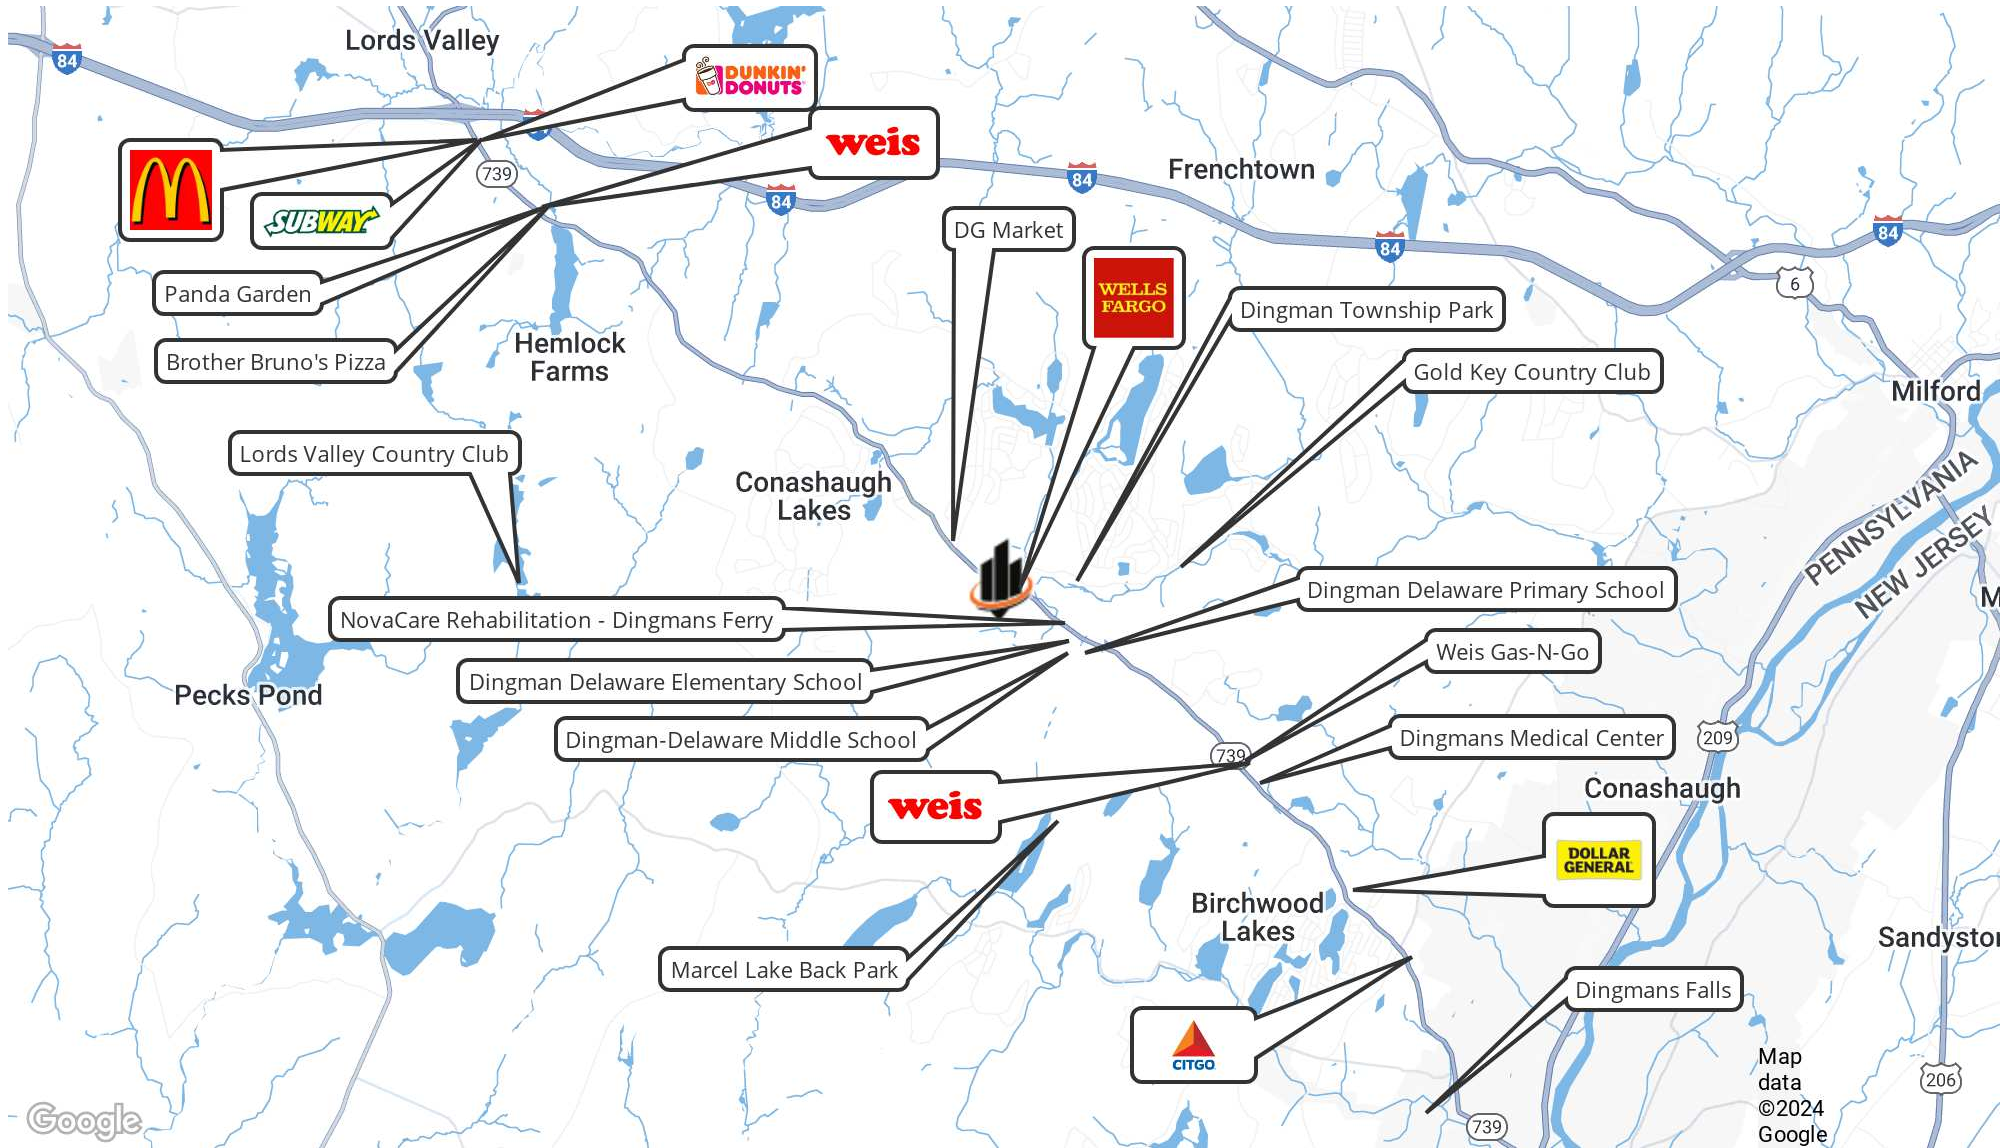 Lords Valley
84
DUNKIN'
DONUTS
weis
84
739
SUBWAY
84
Frenchtown
84
DG Market
84
84
6
WELLS
FARGO
Panda Garden
Dingman Township Park
Hemlock
Farms
Brother Bruno's Pizza
Gold Key Country Club
Milford
Lords Valley Country Club
Conashaugh
Lakes
PENNSYLVANIA
NEW JERSEY
Dingman Delaware Primary School
M
NovaCare Rehabilitation - Dingmans Ferry
Weis Gas-N-Go
Dingman Delaware Elementary School
Pecks Pond
Dingman-Delaware Middle School
739
Dingmans Medical Center
209
Conashaugh
weis
DOLLAR
GENERAL
Birchwood
Lakes
Sandyston
Marcel Lake Back Park
Dingmans Falls
CITGO
Map
data
©2024
Google
206
Google
739